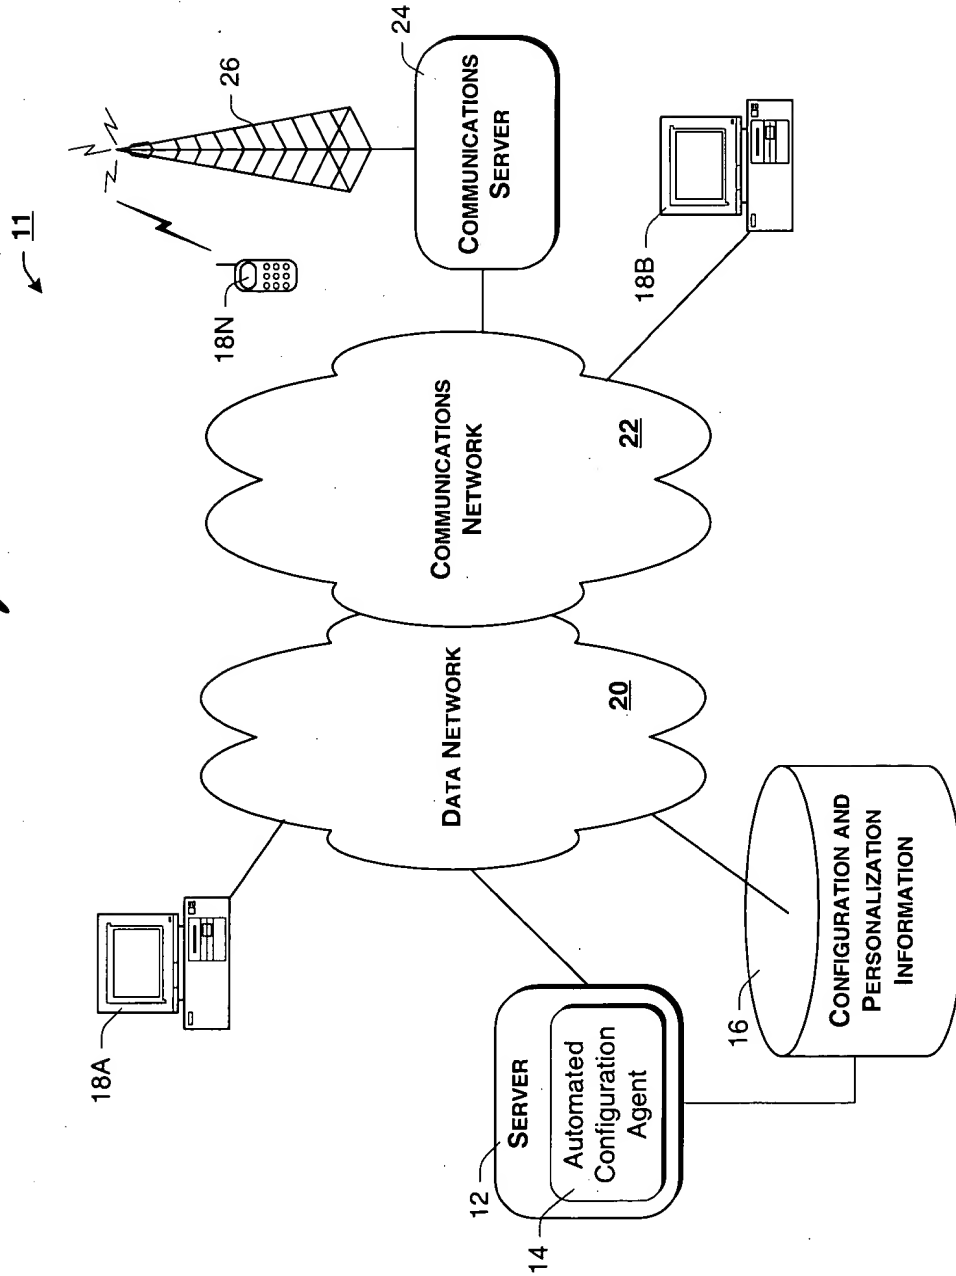 11
26
24
COMMUNICATIONS
SERVER
18N
18B
COMMUNICATIONS
NETWORK
22
DATA NETWORK
20
18A
12
SERVER
14
Automated
Configuration
Agent
16
CONFIGURATION AND
PERSONALIZATION
INFORMATION